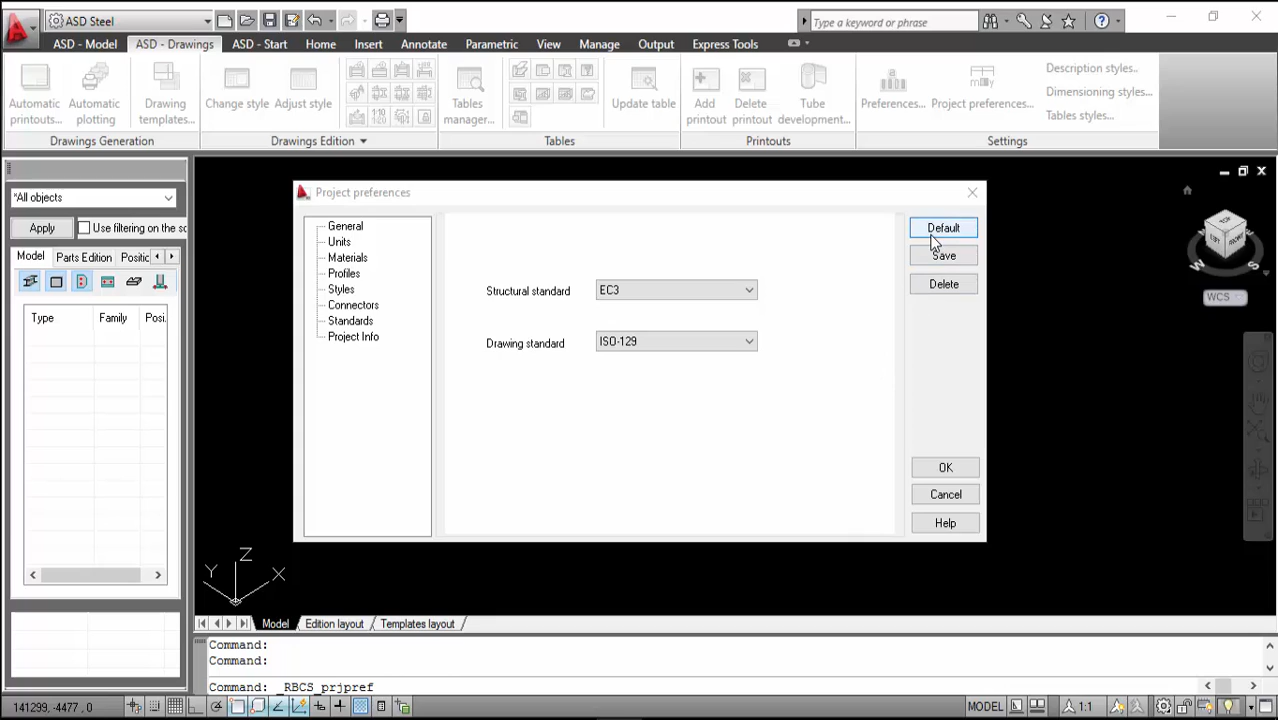 ASD Steel
Type a keyword or phrase
ASD - Model
ASD - Drawings
ASD - Start
Home
Insert
Annotate
Parametric
View
Manage
Output
Express Tools
Automatic printouts...
Automatic plotting
Drawing templates...
Change style
Adjust style
Tables manager...
Update table
Add printout
Delete printout
Tube development...
Preferences...
Project preferences...
Description styles..
Dimensioning styles...
Tables styles...
Drawings Generation
Drawings Edition
Tables
Printouts
Settings
*All objects
Apply
Use filtering on the sc
Model
Parts Edition
Positic
Type
Family
Posi.
Project preferences
General
Units
Materials
Profiles
Styles
Connectors
Standards
Project Info
Structural standard
EC3
Drawing standard
ISO-129
Default
Save
Delete
OK
Cancel
Help
TOP
LEFT
FRONT
W
S
WCS
Z
Y
X
Model
Edition layout
Templates layout
Command:
Command:
Command: _RBCS_prjpref
141299, -4477 , 0
MODEL
1:1